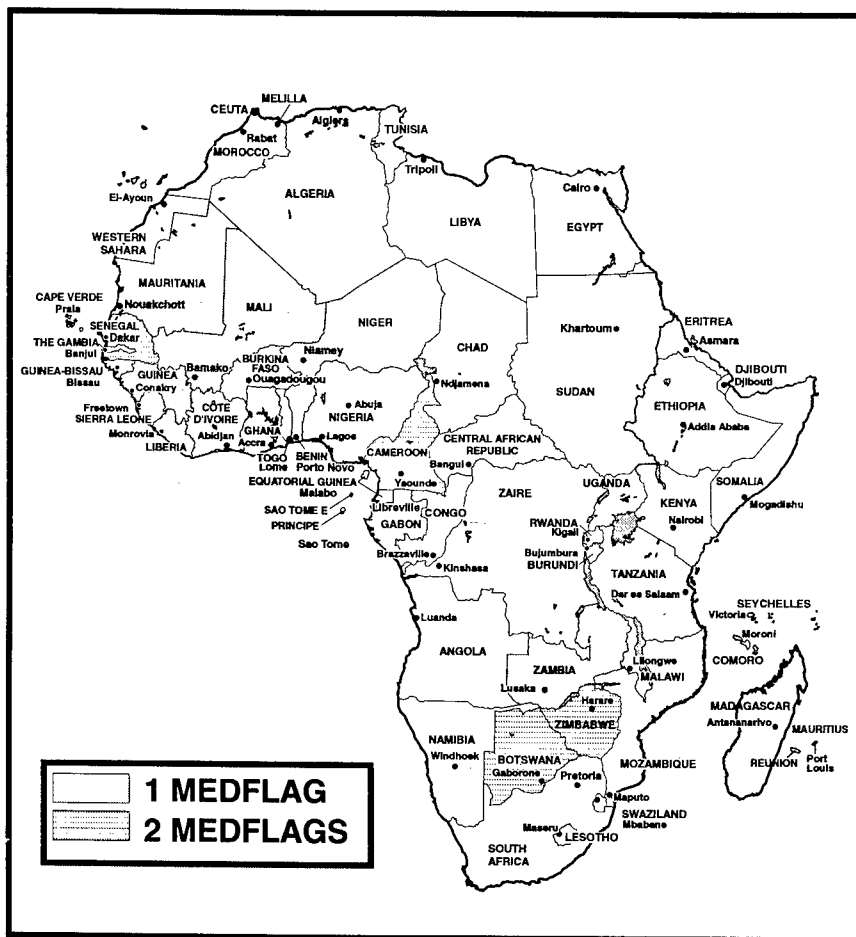 CEUTA
MELILLA
Algiers
TUNISIA
Rabat
MOROCCO
Tripoli
Cairo
El-Ayoun
ALGERIA
LIBYA
EGYPT
WESTERN
SAHARA
MAURITANIA
CAPE VERDE
Praia
Nouakchott
MALI
NIGER
SENEGAL
Dakar
THE GAMBIA
Banjul
CHAD
Khartoum
ERITREA
Asmara
GUINEA-BISSAU
Bissau
GUINEA
Conakry
Bamako
BURKINA
FASO
Ouagadougou
Niamey
Ndjamena
SUDAN
DJIBOUTI
Djibouti
Freetown
SIERRA LEONE
Monrovia
LIBERIA
CÔTE
D'IVOIRE
Abidjan
GHANA
Accra
Abuja
NIGERIA
Lagos
ETHIOPIA
Addis Ababa
TOGO
Lome
BENIN
Porto Novo
CAMEROON
Yaounde
CENTRAL AFRICAN
REPUBLIC
Bangui
EQUATORIAL GUINEA
Malabo
SAO TOME E
PRINCIPE
Sao Tome
Libreville
GABON
CONGO
ZAIRE
UGANDA
KENYA
Nairobi
SOMALIA
Mogadishu
RWANDA
Kigali
Bujumbura
BURUNDI
Brazzaville
Kinshasa
TANZANIA
Dar es Salaam
SEYCHELLES
Victoria
Moroni
COMORO
Luanda
ANGOLA
ZAMBIA
Lusaka
Lilongwe
MALAWI
Harare
ZIMBABWE
MADAGASCAR
Antananarivo
MAURITIUS
Port
Louis
REUNION
NAMIBIA
Windhoek
BOTSWANA
Gaborone
Pretoria
MOZAMBIQUE
Maputo
SWAZILAND
Mbabane
Maseru
LESOTHO
SOUTH
AFRICA
1 MEDFLAG
2 MEDFLAGS